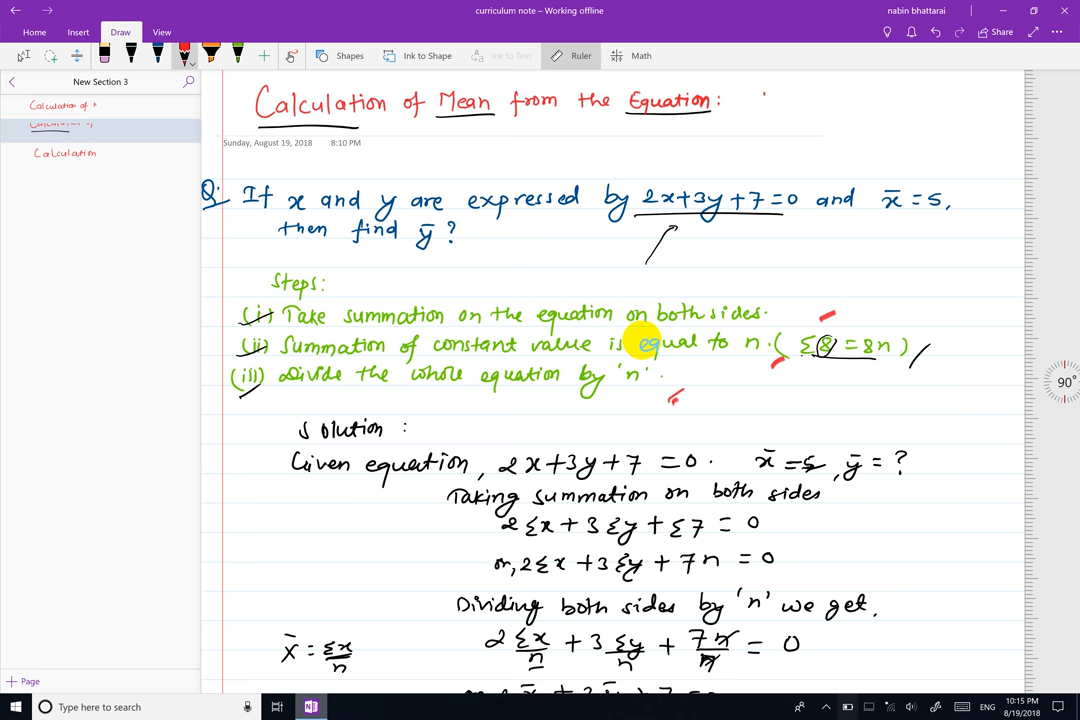 curriculum note – Working offline
nabin bhattarai
Home Insert Draw View
Share
Shapes Ink to Shape Ink to Text Ruler Math
New Section 3
Calculation of
Calculation of
Calculation
Calculation of Mean from the Equation:
Sunday, August 19, 2018 8:10 PM
Q. If x and y are expressed by 2x+3y+7=0 and x̄ = 5,
then find ȳ ?
Steps:
(i) Take summation on the equation on both sides.
(ii) Summation of constant value is equal to n. ( Σ8 = 8n )
(iii) Divide the whole equation by 'n'.
Solution :
Given equation, 2x+3y+7 = 0. x̄ = 5, ȳ = ?
Taking summation on both sides
2Σx + 3Σy + Σ7 = 0
or, 2Σx + 3Σy + 7n = 0
Dividing both sides by 'n' we get,
x̄ = Σx/n 2 Σx/n + 3 Σy/n + 7n/n = 0
90°
Page
Type here to search
ENG
10:15 PM
8/19/2018